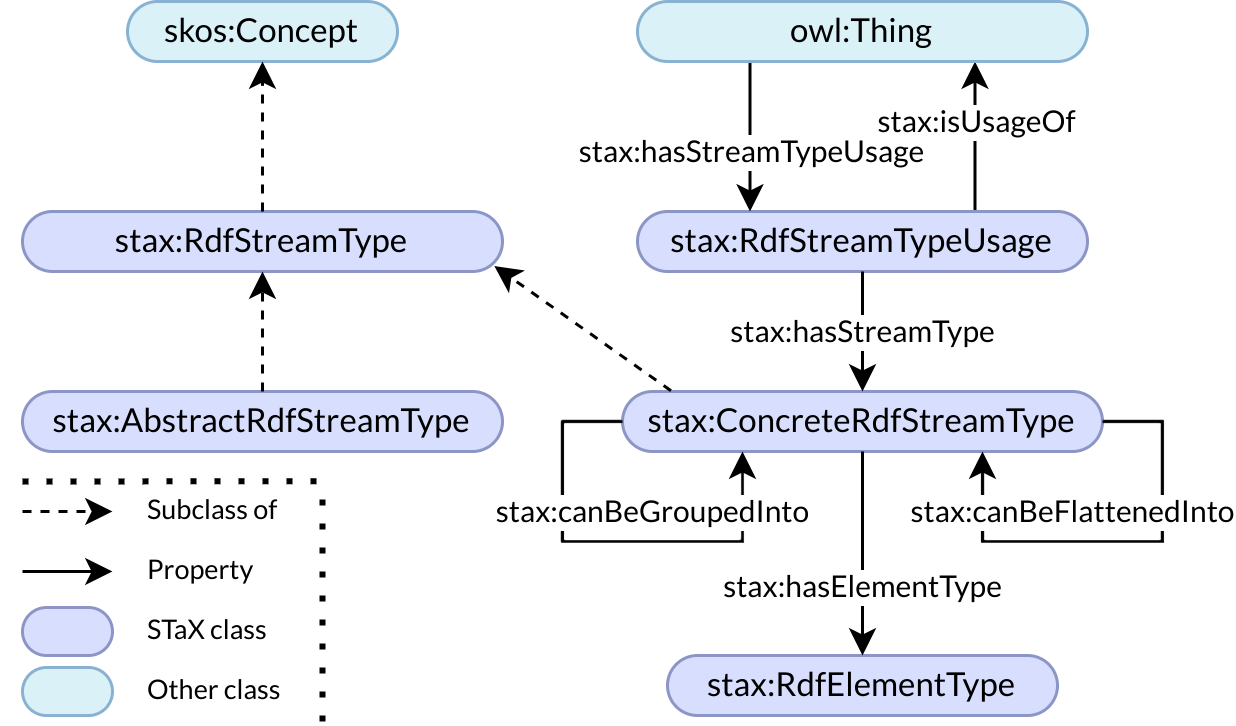 skos:Concept
owl:Thing
stax:isUsageOf
stax:hasStreamTypeUsage
stax:RdfStreamType
stax:RdfStreamTypeUsage
stax:hasStreamType
stax:AbstractRdfStreamType
stax:ConcreteRdfStreamType
stax:canBeGroupedInto
stax:canBeFlattenedInto
stax:hasElementType
stax:RdfElementType
Subclass of
Property
STaX class
Other class